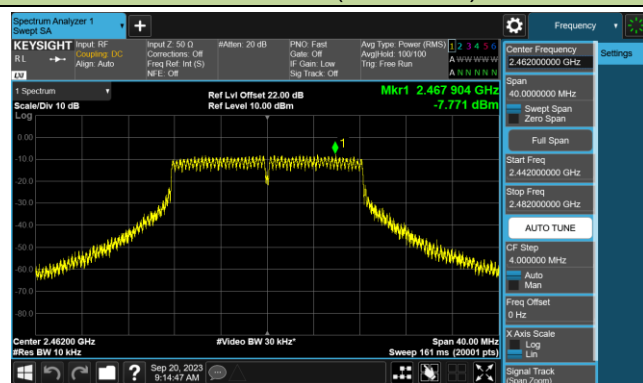 Spectrum Analyzer 1
Swept SA
Frequency
KEYSIGHT
RL
LXI
Input: RF
Coupling: DC
Align: Auto
Input Z: 50 Ω
Corrections: Off
Freq Ref: Int (S)
NFE: Off
#Atten: 20 dB
PNO: Fast
Gate: Off
IF Gain: Low
Sig Track: Off
Avg Type: Power (RMS)
Avg|Hold: 100/100
Trig: Free Run
1 2 3 4 5 6
A W W W W W
A N N N N N
1 Spectrum
Scale/Div 10 dB
Log
Ref Lvl Offset 22.00 dB
Ref Level 10.00 dBm
Mkr1 2.467 904 GHz
-7.771 dBm
1
0.00
-10.0
-20.0
-30.0
-40.0
-50.0
-60.0
-70.0
-80.0
Center 2.46200 GHz
#Res BW 10 kHz
#Video BW 30 kHz*
Span 40.00 MHz
Sweep 161 ms (20001 pts)
Sep 20, 2023
9:14:47 AM
Center Frequency
2.462000000 GHz
Span
40.0000000 MHz
Swept Span
Zero Span
Full Span
Start Freq
2.442000000 GHz
Stop Freq
2.482000000 GHz
AUTO TUNE
CF Step
4.000000 MHz
Auto
Man
Freq Offset
0 Hz
X Axis Scale
Log
Lin
Signal Track
(Span Zoom)
Settings